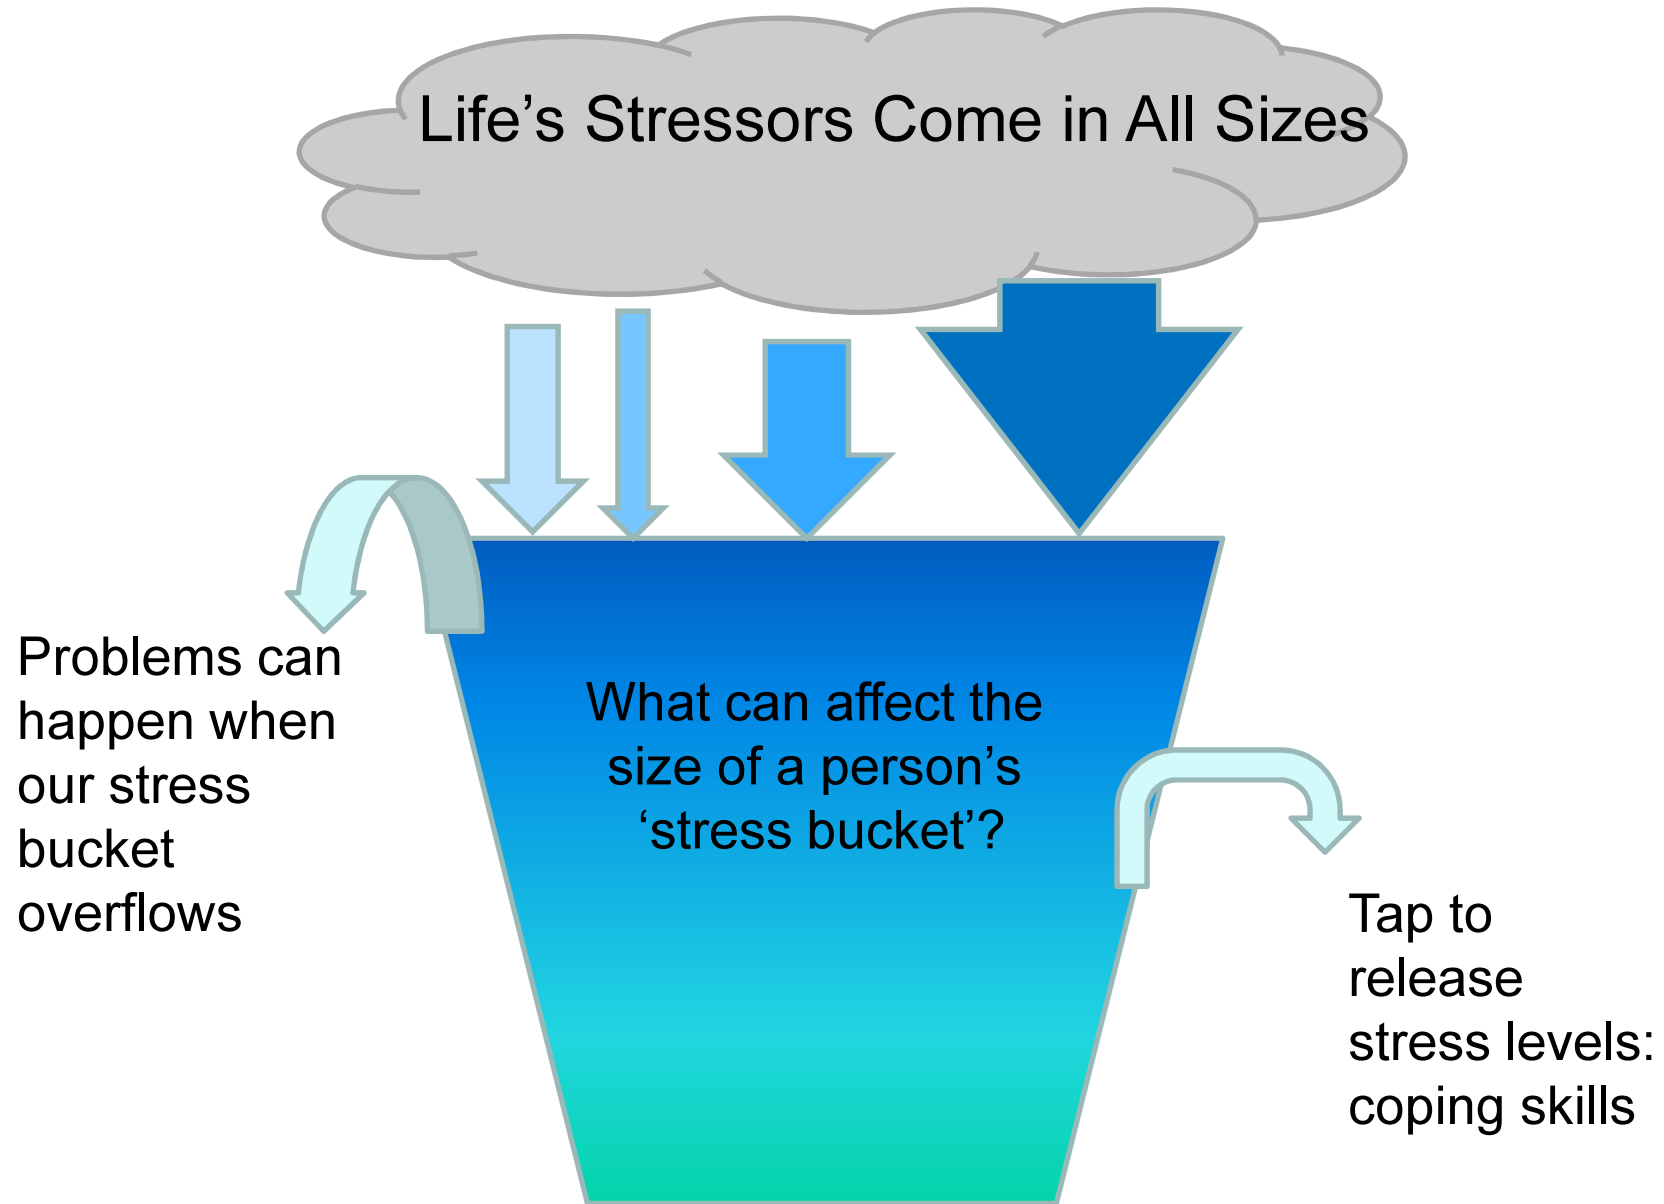 Life’s Stressors Come in All Sizes
Problems can
happen when
our stress
bucket
overflows
What can affect the
size of a person’s
‘stress bucket’?
Tap to
release
stress levels:
coping skills